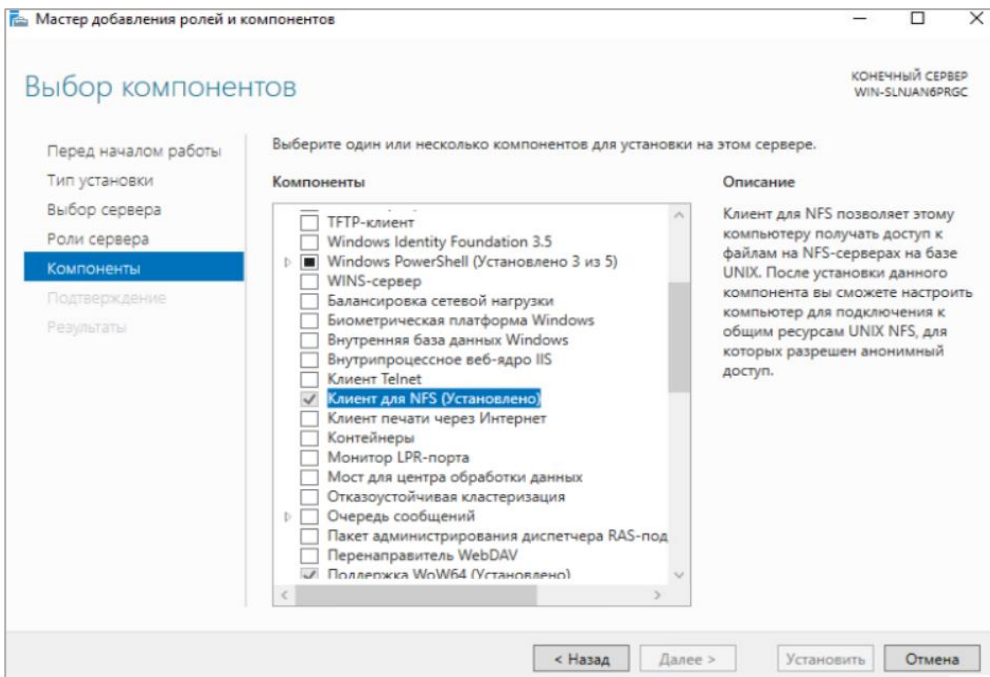 Мастер добавления ролей и компонентов
Выбор компонентов
КОНЕЧНЫЙ СЕРВЕР
WIN-SLNJAN6PRGC
Перед началом работы
Тип установки
Выбор сервера
Роли сервера
Компоненты
Подтверждение
Результаты
Выберите один или несколько компонентов для установки на этом сервере.
Компоненты
TFTP-клиент
Windows Identity Foundation 3.5
Windows PowerShell (Установлено 3 из 5)
WINS-сервер
Балансировка сетевой нагрузки
Биометрическая платформа Windows
Внутренняя база данных Windows
Внутрипроцессное веб-ядро IIS
Клиент Telnet
Клиент для NFS (Установлено)
Клиент печати через Интернет
Контейнеры
Монитор LPR-порта
Мост для центра обработки данных
Отказоустойчивая кластеризация
Очередь сообщений
Пакет администрирования диспетчера RAS-под
Перенаправитель WebDAV
Поддержка WoW64 (Установлено)
Описание
Клиент для NFS позволяет этому
компьютеру получать доступ к
файлам на NFS-серверах на базе
UNIX. После установки данного
компонента вы сможете настроить
компьютер для подключения к
общим ресурсам UNIX NFS, для
которых разрешен анонимный
доступ.
< Назад
Далее >
Установить
Отмена